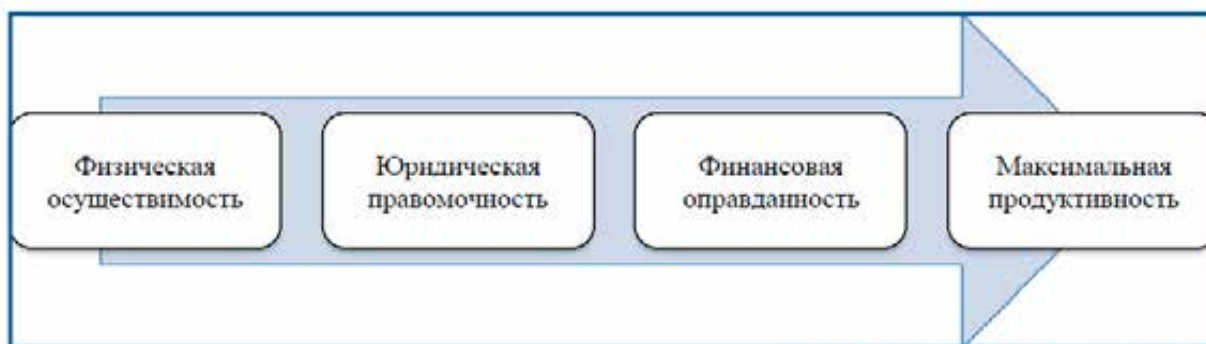 Физическая
осуществимость
Юридическая
правомочность
Финансовая
оправданность
Максимальная
продуктивность